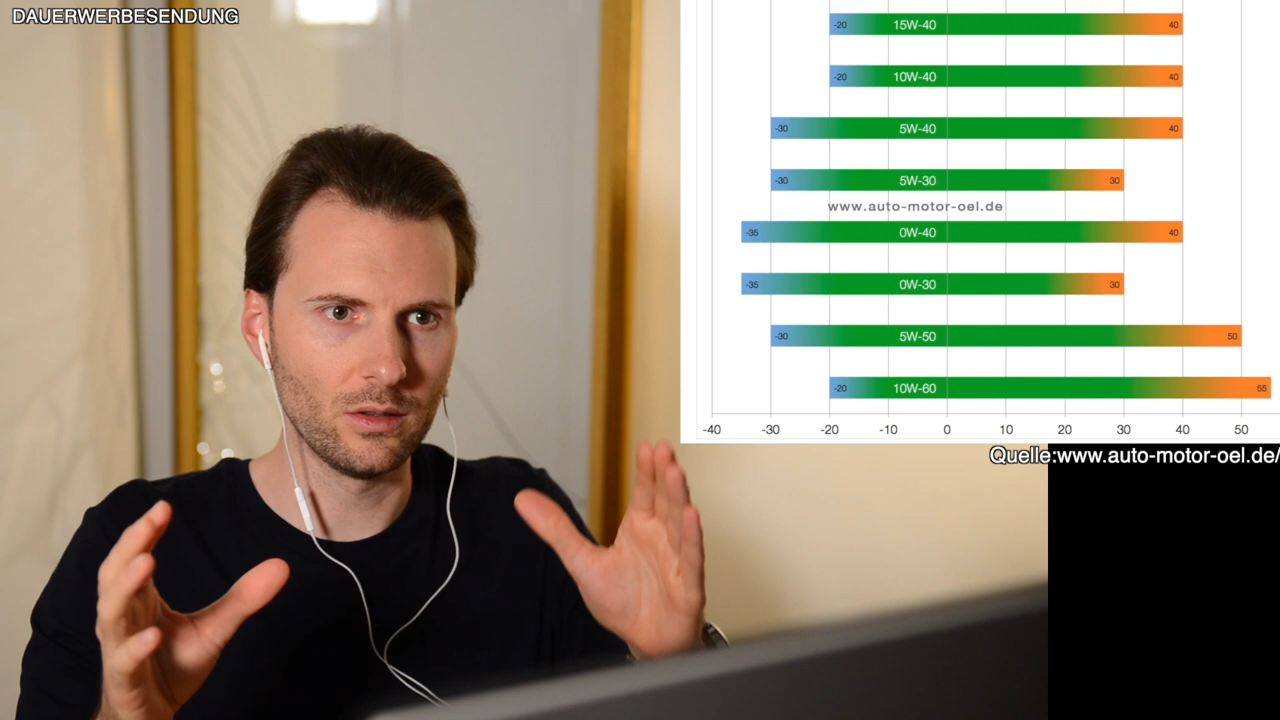 DAUERWERBESENDUNG
-20 15W-40 40
-20 10W-40 40
-30 5W-40 40
-30 5W-30 30
www.auto-motor-oel.de
-35 0W-40 40
-35 0W-30 30
-30 5W-50 50
-20 10W-60 55
-40 -30 -20 -10 0 10 20 30 40 50
Quelle:www.auto-motor-oel.de/